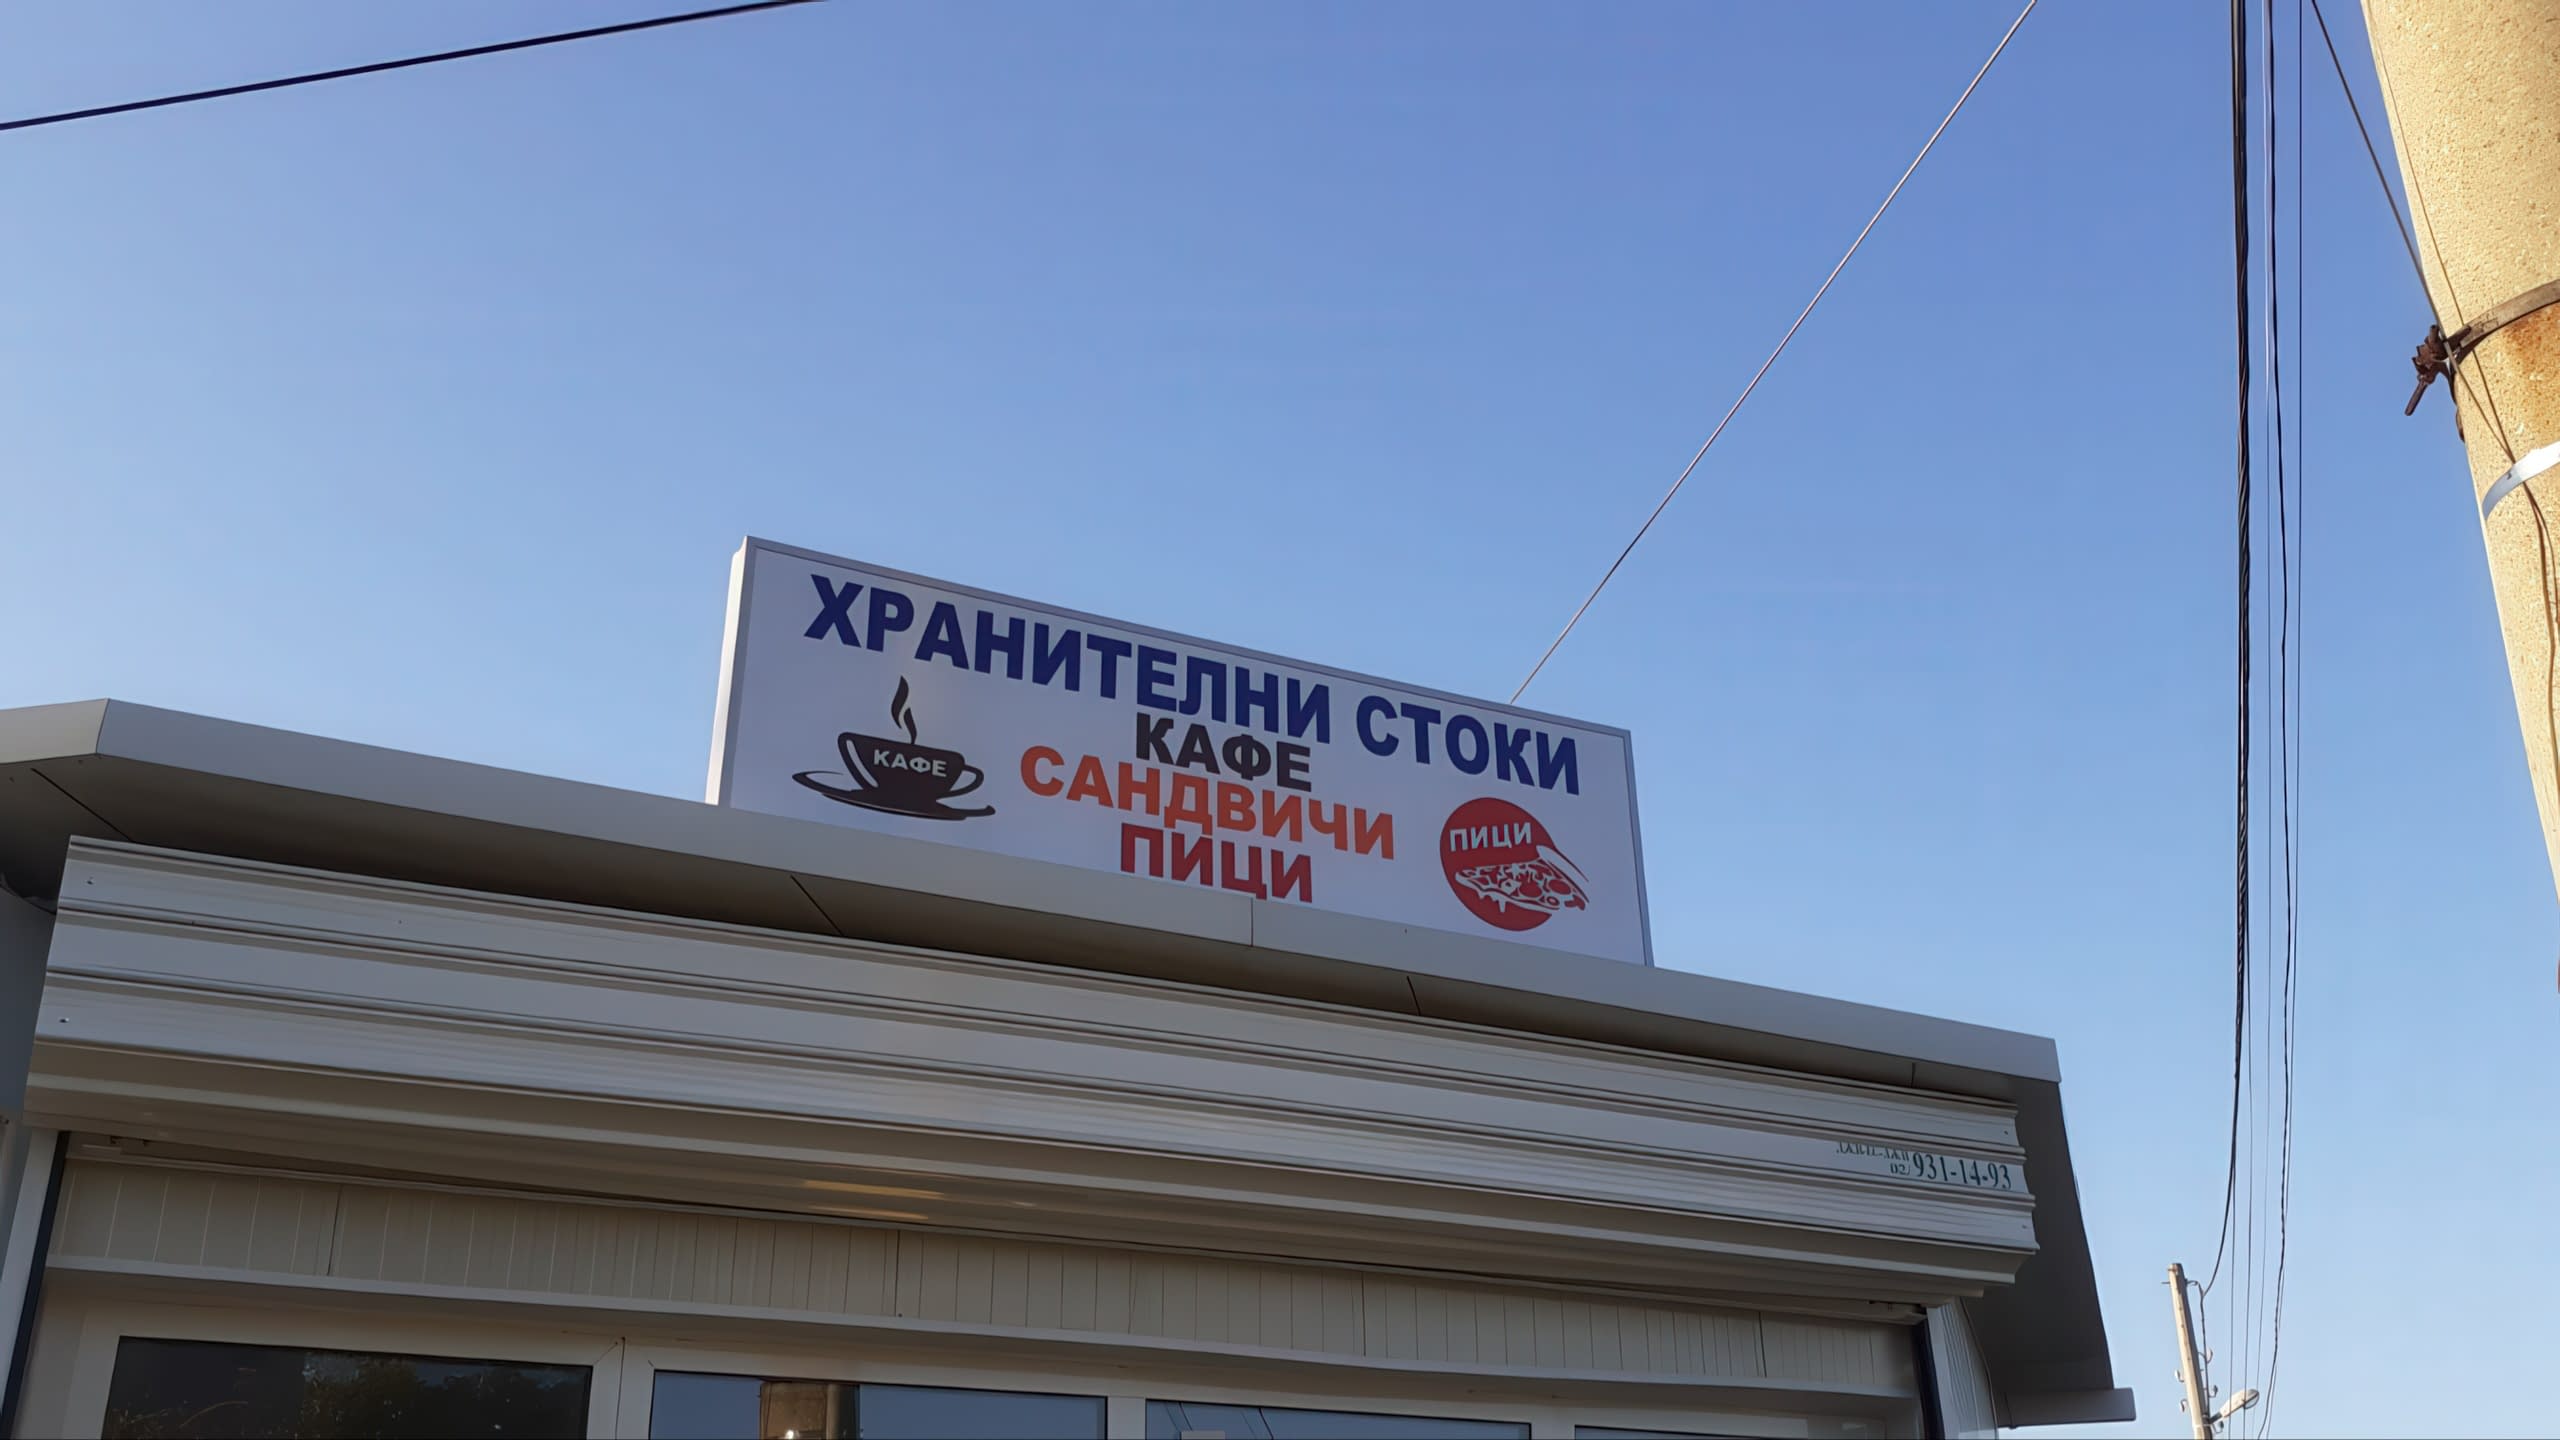 ХРАНИТЕЛНИ СТОКИ
КАФЕ
КАФЕ
САНДВИЧИ
ПИЦИ
ПИЦИ
931-14-93